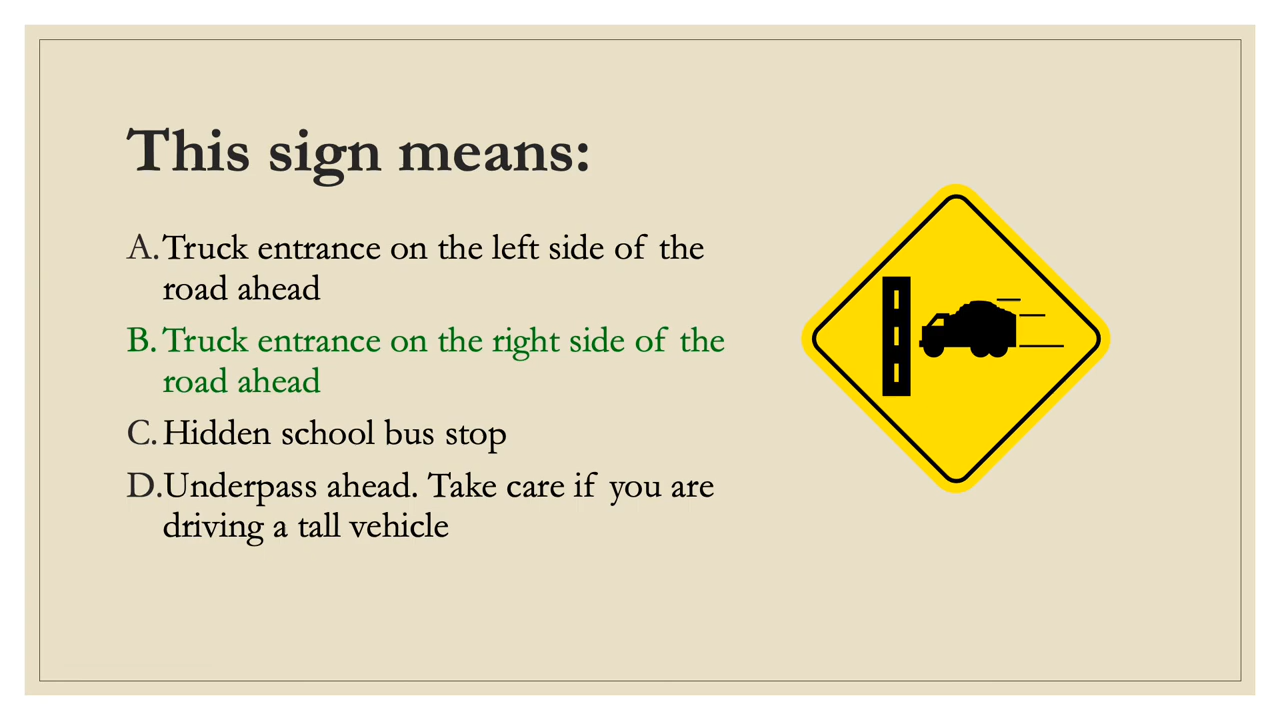 This sign means:
A. Truck entrance on the left side of the
road ahead
B. Truck entrance on the right side of the
road ahead
C. Hidden school bus stop
D. Underpass ahead. Take care if you are
driving a tall vehicle